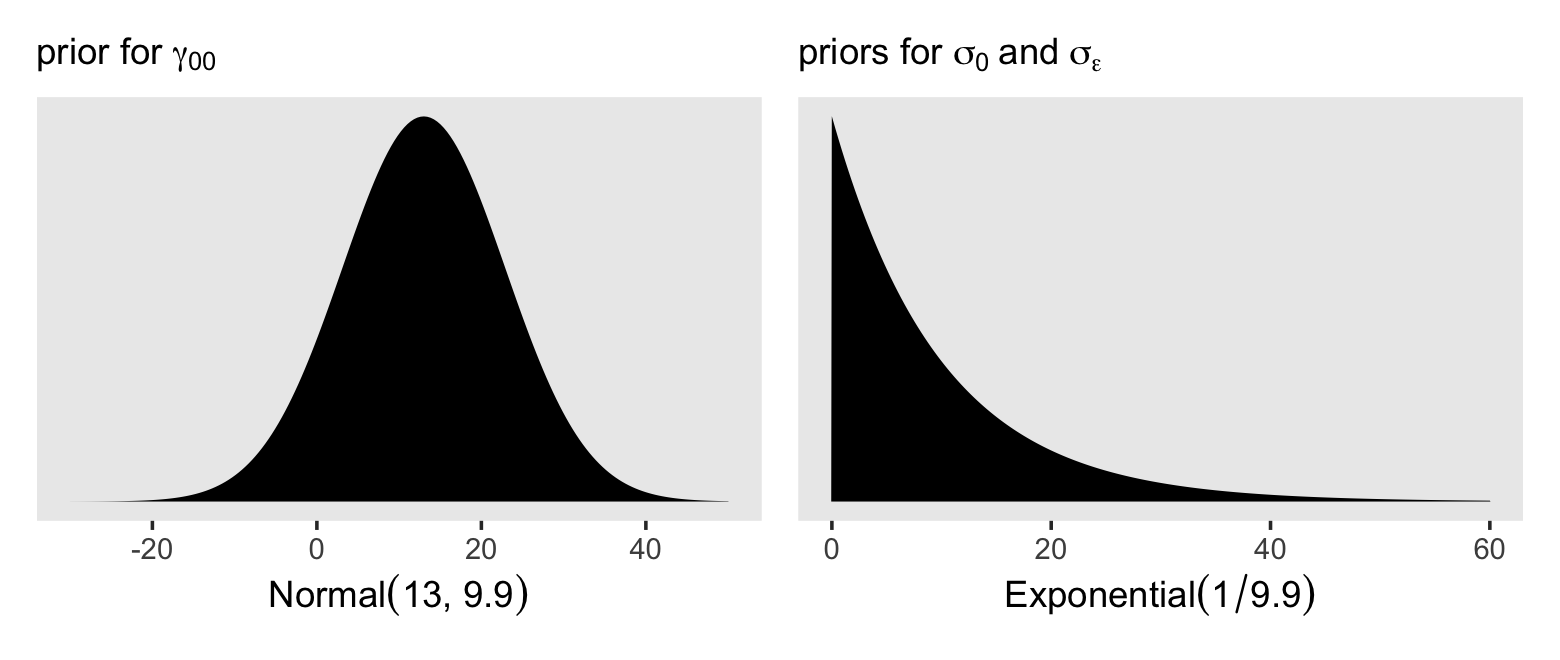 prior for γ₀₀
-20 0 20 40
Normal(13, 9.9)
priors for σ₀ and σ_ε
0 20 40 60
Exponential(1/9.9)